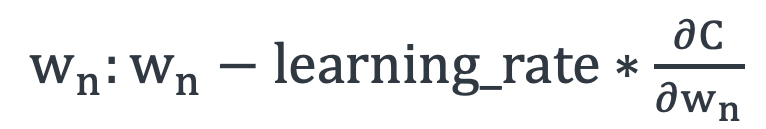 wₙ: wₙ − learning_rate * ∂C/∂wₙ